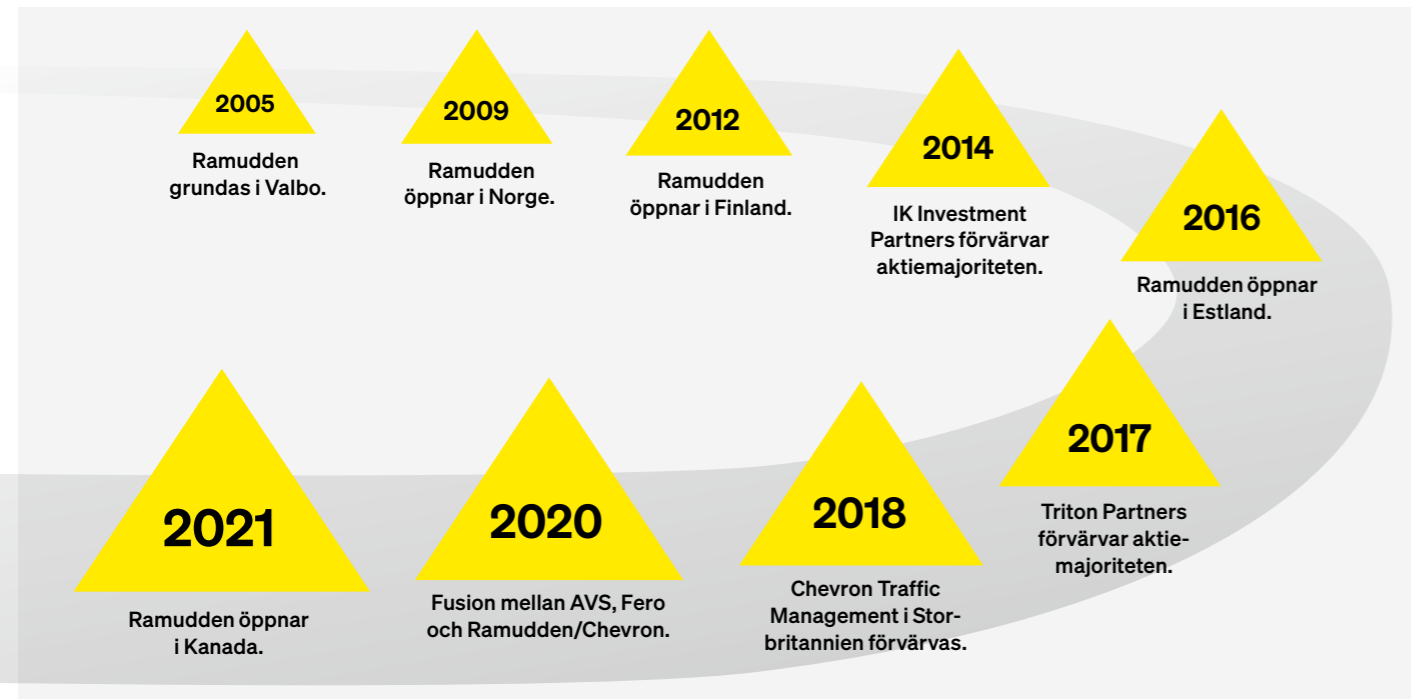 2005
Ramudden
grundas i Valbo.
2009
Ramudden
öppnar i Norge.
2012
Ramudden
öppnar i Finland.
2014
IK Investment
Partners förvärvar
aktiemajoriteten.
2016
Ramudden öppnar
i Estland.
2017
Triton Partners
förvärvar aktie-
majoriteten.
2018
Chevron Traffic
Management i Stor-
britannien förvärvas.
2020
Fusion mellan AVS, Fero
och Ramudden/Chevron.
2021
Ramudden öppnar
i Kanada.